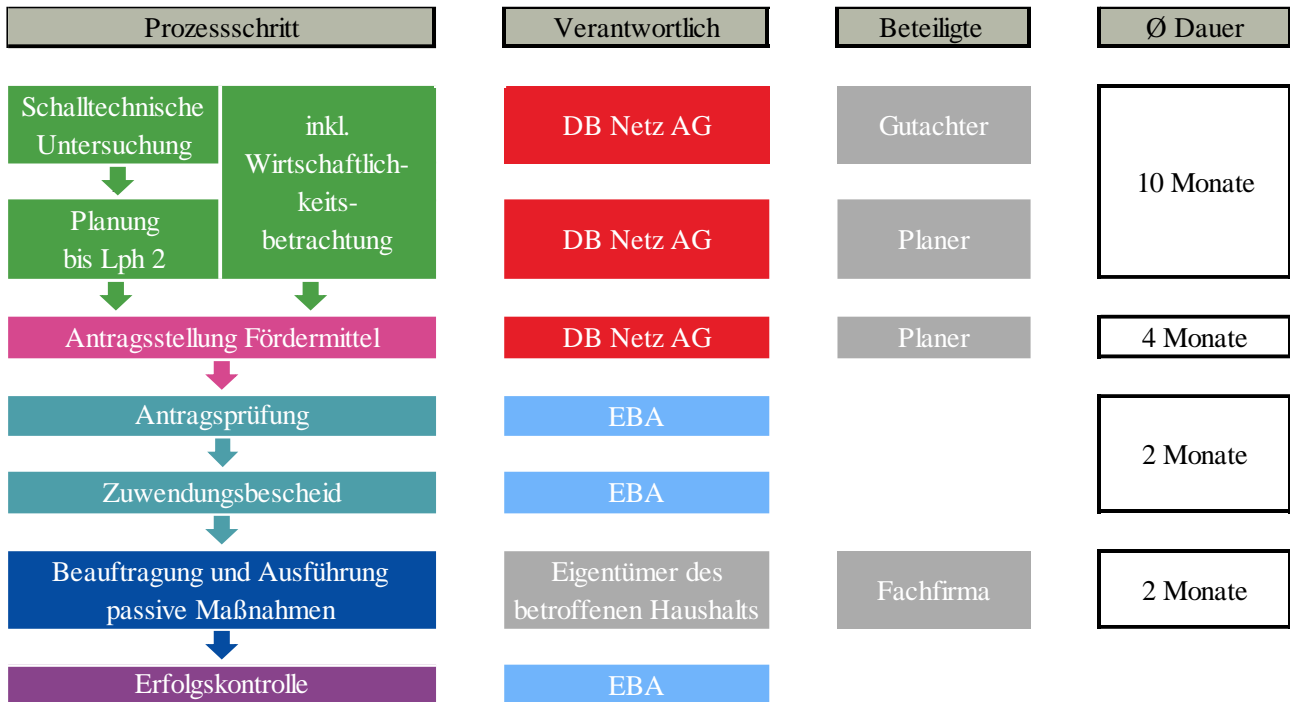 Prozessschritt
Verantwortlich
Beteiligte
Ø Dauer
Schalltechnische
Untersuchung
inkl.
Wirtschaftlich-
keits-
betrachtung
DB Netz AG
Gutachter
10 Monate
Planung
bis Lph 2
DB Netz AG
Planer
Antragsstellung Fördermittel
DB Netz AG
Planer
4 Monate
Antragsprüfung
EBA
2 Monate
Zuwendungsbescheid
EBA
Beauftragung und Ausführung
passive Maßnahmen
Eigentümer des
betroffenen Haushalts
Fachfirma
2 Monate
Erfolgskontrolle
EBA